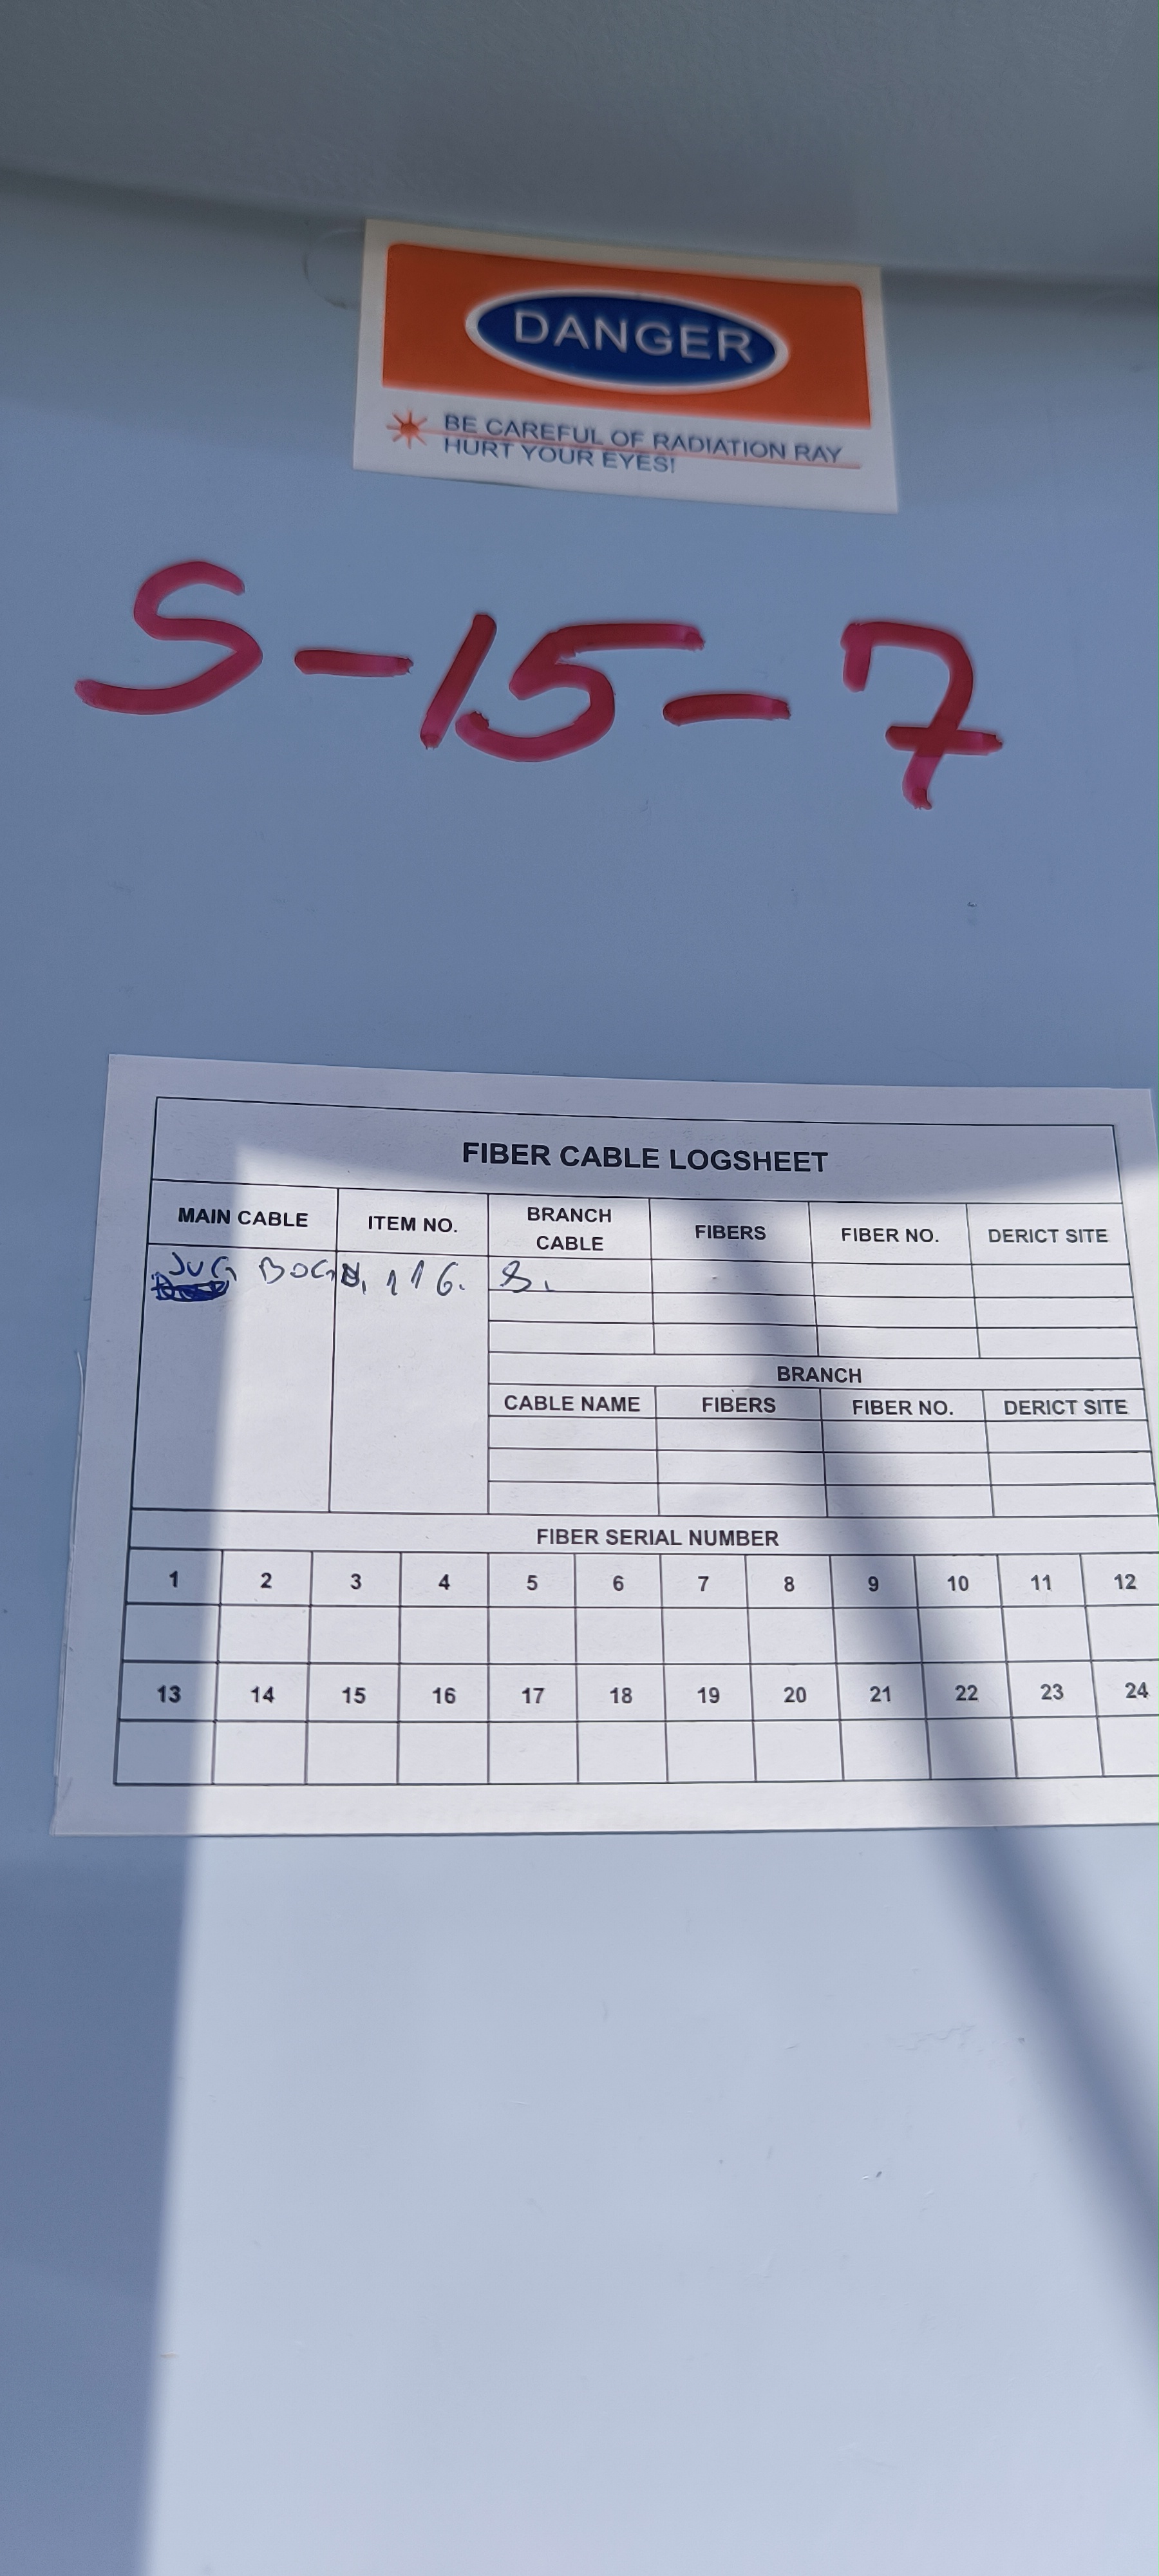 DANGER
BE CAREFUL OF RADIATION RAY
HURT YOUR EYES!
S-15-7
FIBER CABLE LOGSHEET
MAIN CABLE ITEM NO. BRANCH CABLE FIBERS FIBER NO. DERICT SITE
JUG 116. 8.
BRANCH
CABLE NAME FIBERS FIBER NO. DERICT SITE
FIBER SERIAL NUMBER
1 2 3 4 5 6 7 8 9 10 11 12
13 14 15 16 17 18 19 20 21 22 23 24